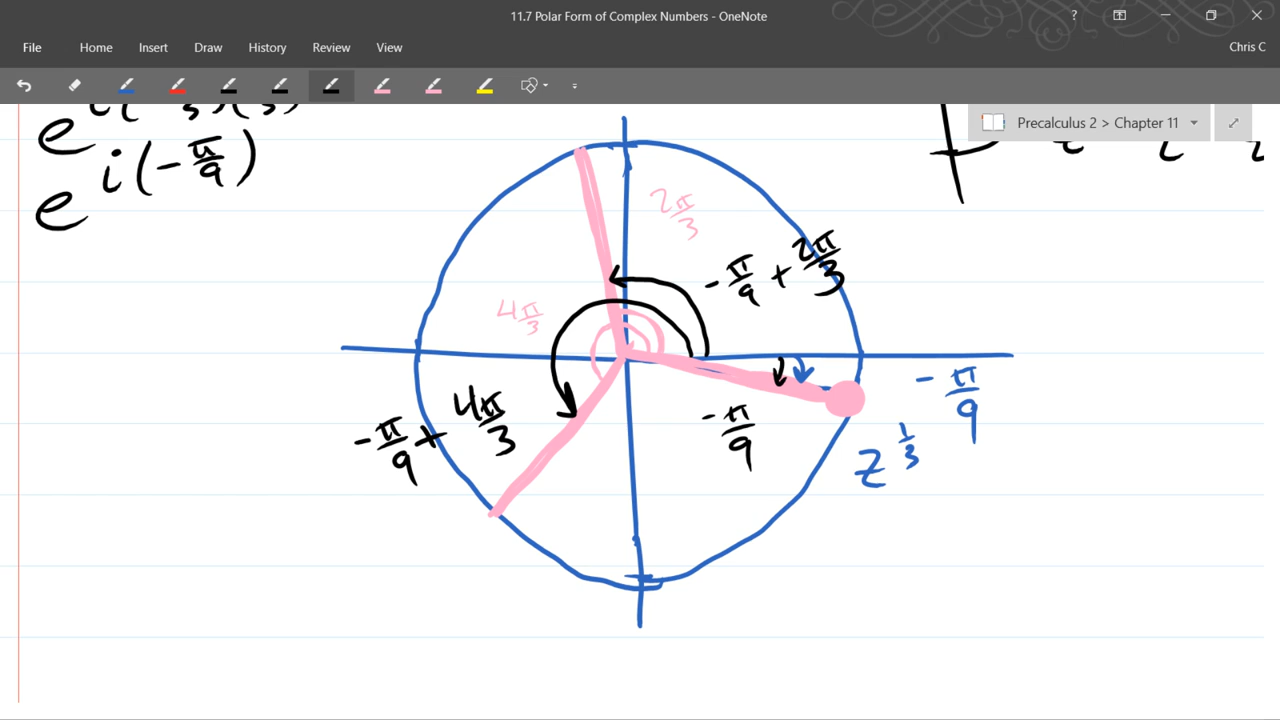 11.7 Polar Form of Complex Numbers - OneNote
?
File Home Insert Draw History Review View
Chris C
Precalculus 2 > Chapter 11
e^i(-π/9)
e
2π/3
-π/9 + 2π/3
4π/3
-π/9 + 4π/3
-π/9
-π/9
z^1/3